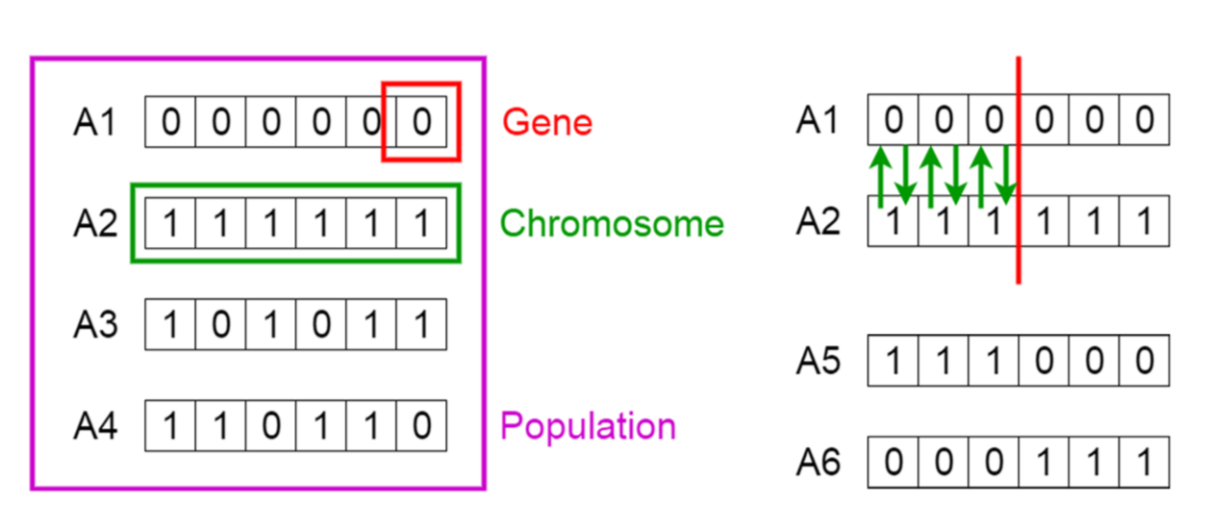 A1 0 0 0 0 0 0 Gene
A2 1 1 1 1 1 1 Chromosome
A3 1 0 1 0 1 1
A4 1 1 0 1 1 0 Population
A1 0 0 0 0 0 0
A2 1 1 1 1 1 1
A5 1 1 1 0 0 0
A6 0 0 0 1 1 1